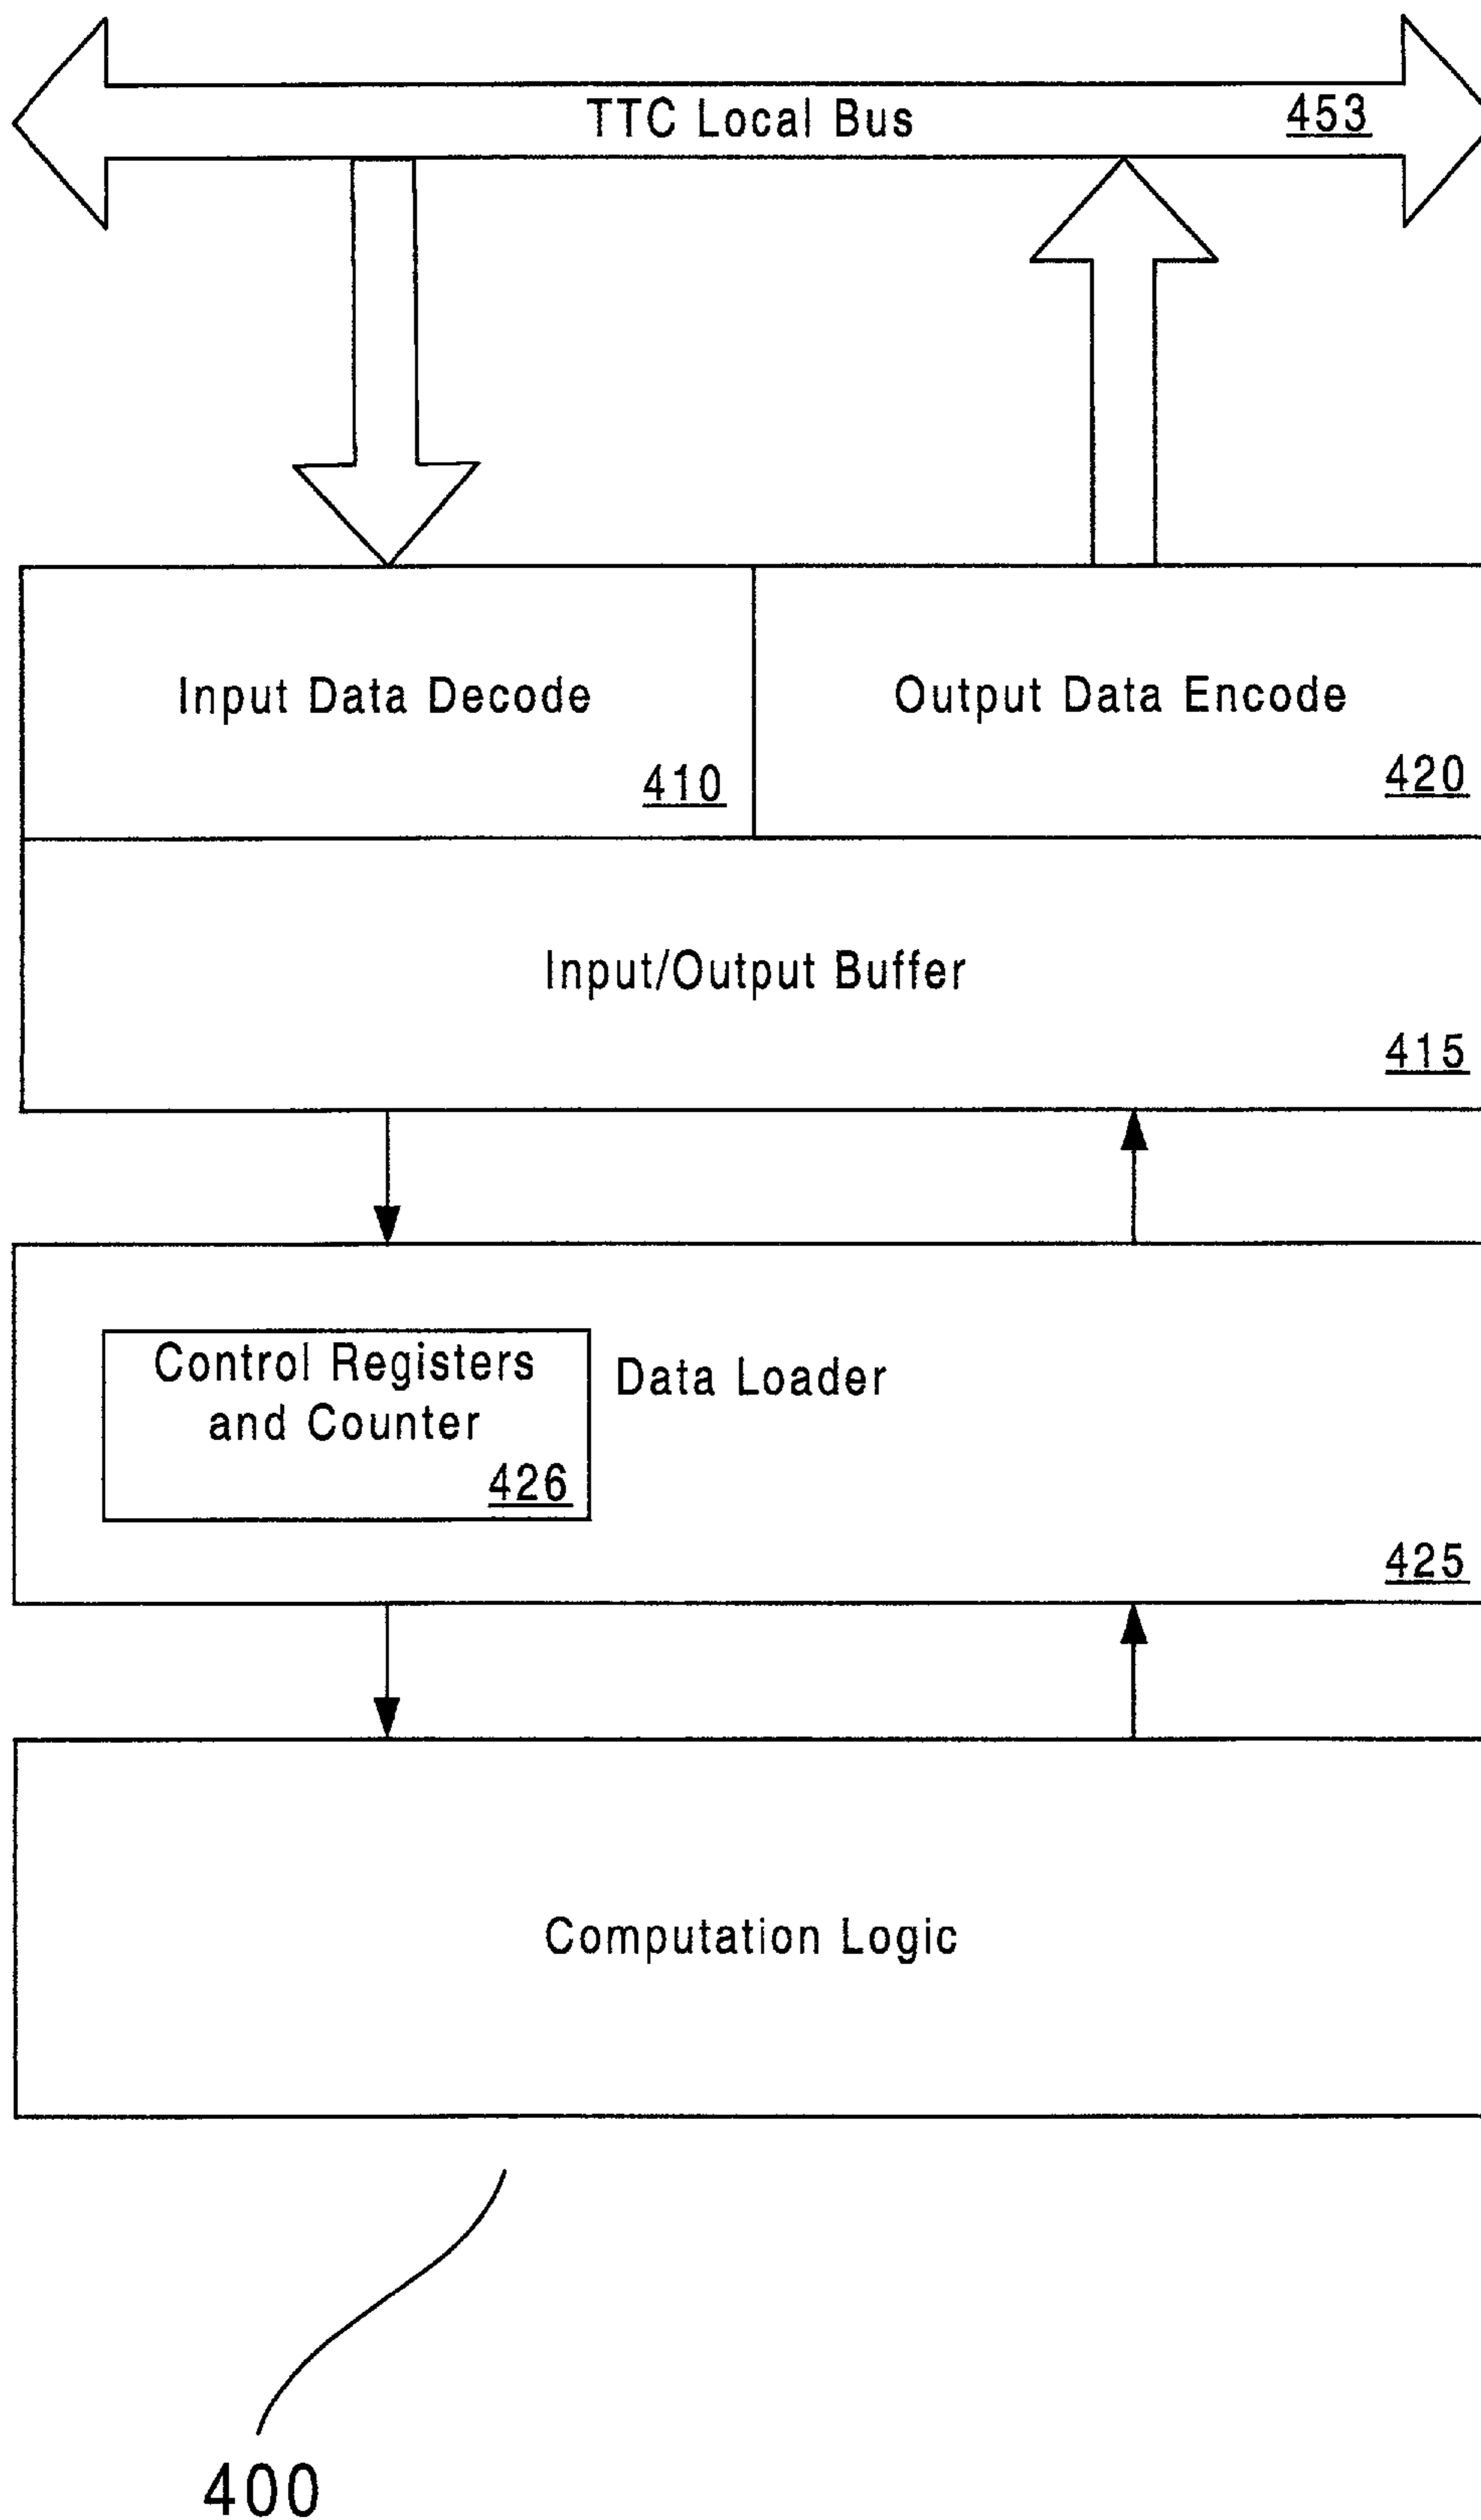 TTC Local Bus 453
Input Data Decode
410
Output Data Encode
420
Input/Output Buffer
415
Control Registers
and Counter
426
Data Loader
425
Computation Logic
400